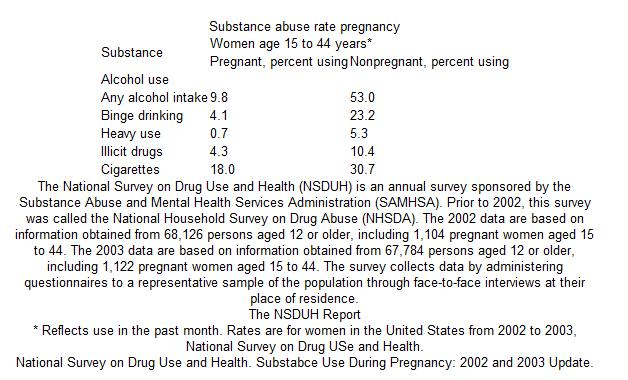 Substance abuse rate pregnancy
Women age 15 to 44 years*
Substance
Pregnant, percent using Nonpregnant, percent using
Alcohol use
Any alcohol intake 9.8 53.0
Binge drinking 4.1 23.2
Heavy use 0.7 5.3
Illicit drugs 4.3 10.4
Cigarettes 18.0 30.7
The National Survey on Drug Use and Health (NSDUH) is an annual survey sponsored by the
Substance Abuse and Mental Health Services Administration (SAMHSA). Prior to 2002, this survey
was called the National Household Survey on Drug Abuse (NHSDA). The 2002 data are based on
information obtained from 68,126 persons aged 12 or older, including 1,104 pregnant women aged 15
to 44. The 2003 data are based on information obtained from 67,784 persons aged 12 or older,
including 1,122 pregnant women aged 15 to 44. The survey collects data by administering
questionnaires to a representative sample of the population through face-to-face interviews at their
place of residence.
The NSDUH Report
* Reflects use in the past month. Rates are for women in the United States from 2002 to 2003,
National Survey on Drug USe and Health.
National Survey on Drug Use and Health. Substabce Use During Pregnancy: 2002 and 2003 Update.